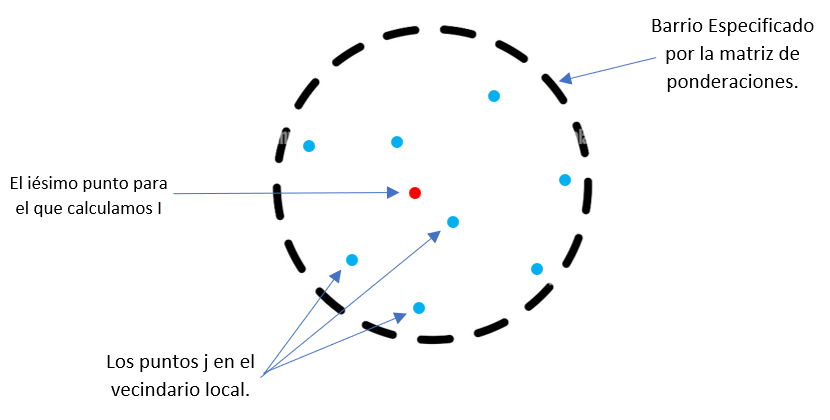 Barrio Especificado
por la matriz de
ponderaciones.
El iésimo punto para
el que calculamos I
Los puntos j en el
vecindario local.